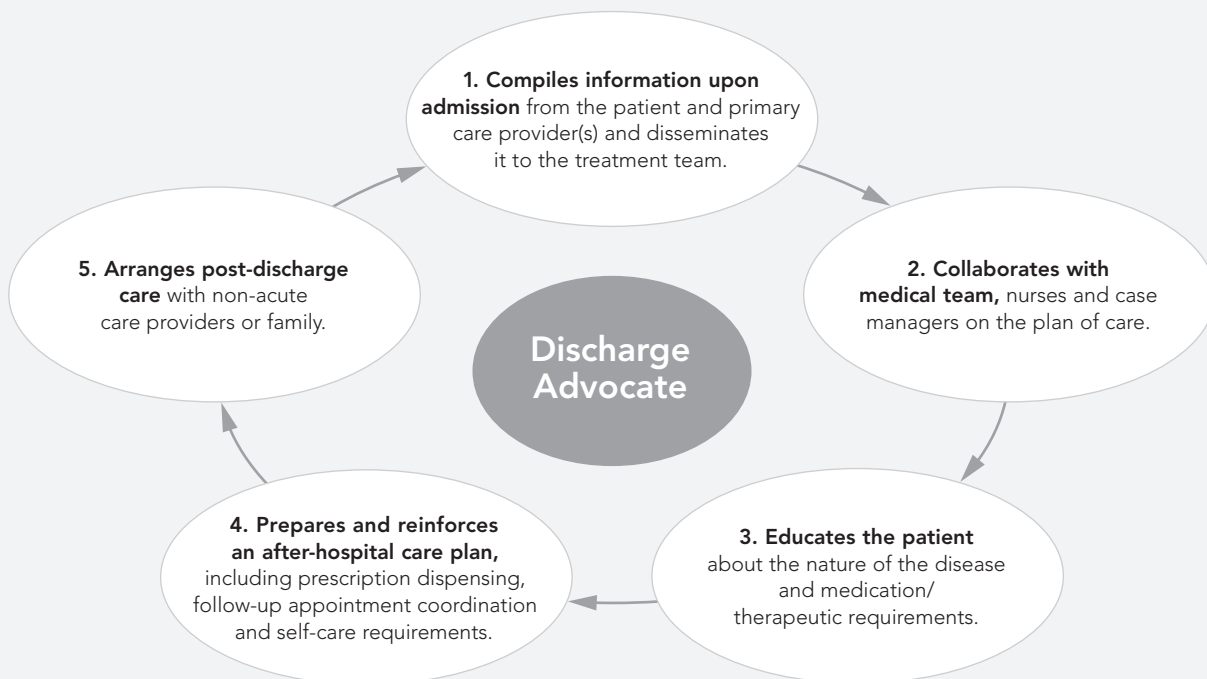 1. Compiles information upon
admission from the patient and primary
care provider(s) and disseminates
it to the treatment team.
2. Collaborates with
medical team, nurses and case
managers on the plan of care.
3. Educates the patient
about the nature of the disease
and medication/
therapeutic requirements.
4. Prepares and reinforces
an after-hospital care plan,
including prescription dispensing,
follow-up appointment coordination
and self-care requirements.
5. Arranges post-discharge
care with non-acute
care providers or family.
Discharge
Advocate